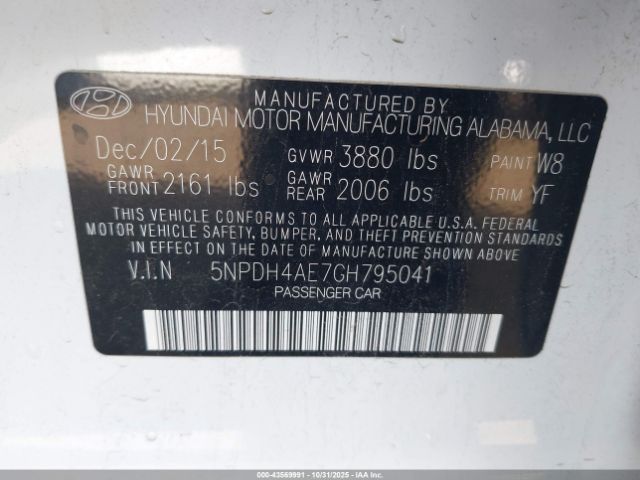 MANUFACTURED BY
HYUNDAI MOTOR MANUFACTURING ALABAMA, LLC
Dec/02/15 GVWR 3880 lbs PAINT W8
GAWR FRONT 2161 lbs GAWR REAR 2006 lbs TRIM YF
THIS VEHICLE CONFORMS TO ALL APPLICABLE U.S.A. FEDERAL
MOTOR VEHICLE SAFETY, BUMPER, AND THEFT PREVENTION STANDARDS
IN EFFECT ON THE DATE OF MANUFACTURE SHOWN ABOVE.
V.I.N 5NPDH4AE7GH795041
PASSENGER CAR
000-43569991 - 10/31/2025 - IAAI.COM